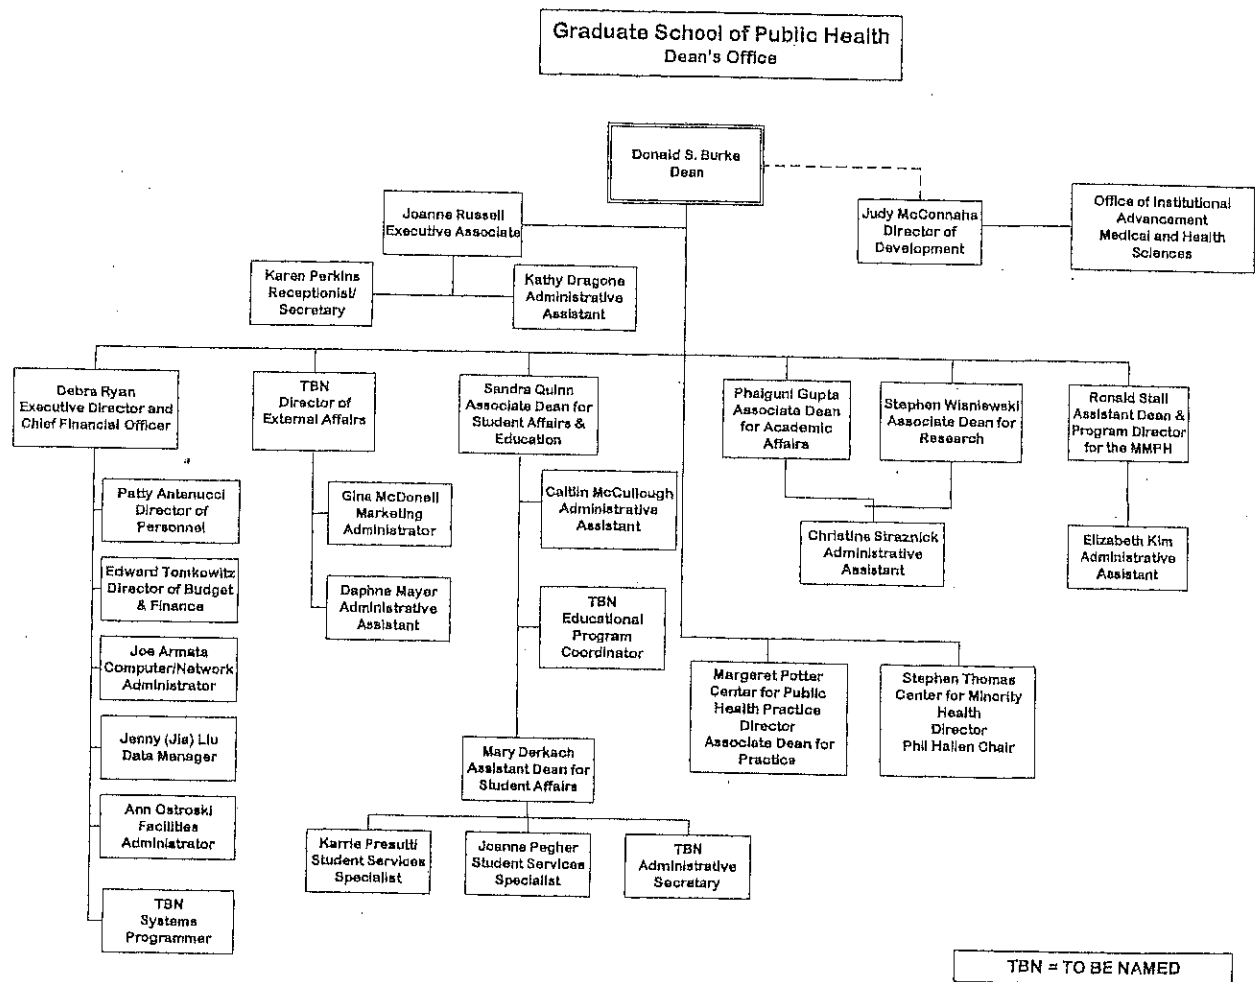 Graduate School of Public Health
Dean's Office
Donald S. Burke
Dean
Joanne Russell
Executive Associate
Judy McConnaha
Director of
Development
Office of Institutional
Advancement
Medical and Health
Sciences
Karen Perkins
Receptionist/
Secretary
Kathy Dragone
Administrative
Assistant
Debra Ryan
Executive Director and
Chief Financial Officer
TBN
Director of
External Affairs
Sandra Quinn
Associate Dean for
Student Affairs &
Education
Phalguni Gupta
Associate Dean
for Academic
Affairs
Stephen Wisniewski
Associate Dean for
Research
Ronald Stall
Assistant Dean &
Program Director
for the MMPH
Patty Antenucci
Director of
Personnel
Edward Tomkowitz
Director of Budget
& Finance
Joe Armata
Computer/Network
Administrator
Jenny (Jia) Liu
Data Manager
Ann Ostroski
Facilities
Administrator
TBN
Systems
Programmer
Gina McDonell
Marketing
Administrator
Daphne Mayer
Administrative
Assistant
Caitlin McCullough
Administrative
Assistant
TBN
Educational
Program
Coordinator
Mary Derkach
Assistant Dean for
Student Affairs
Karrie Presutti
Student Services
Specialist
Joanne Pegher
Student Services
Specialist
TBN
Administrative
Secretary
Christine Siraznick
Administrative
Assistant
Elizabeth Kim
Administrative
Assistant
Margaret Potter
Center for Public
Health Practice
Director
Associate Dean for
Practice
Stephen Thomas
Center for Minority
Health
Director
Phil Hallen Chair
TBN = TO BE NAMED